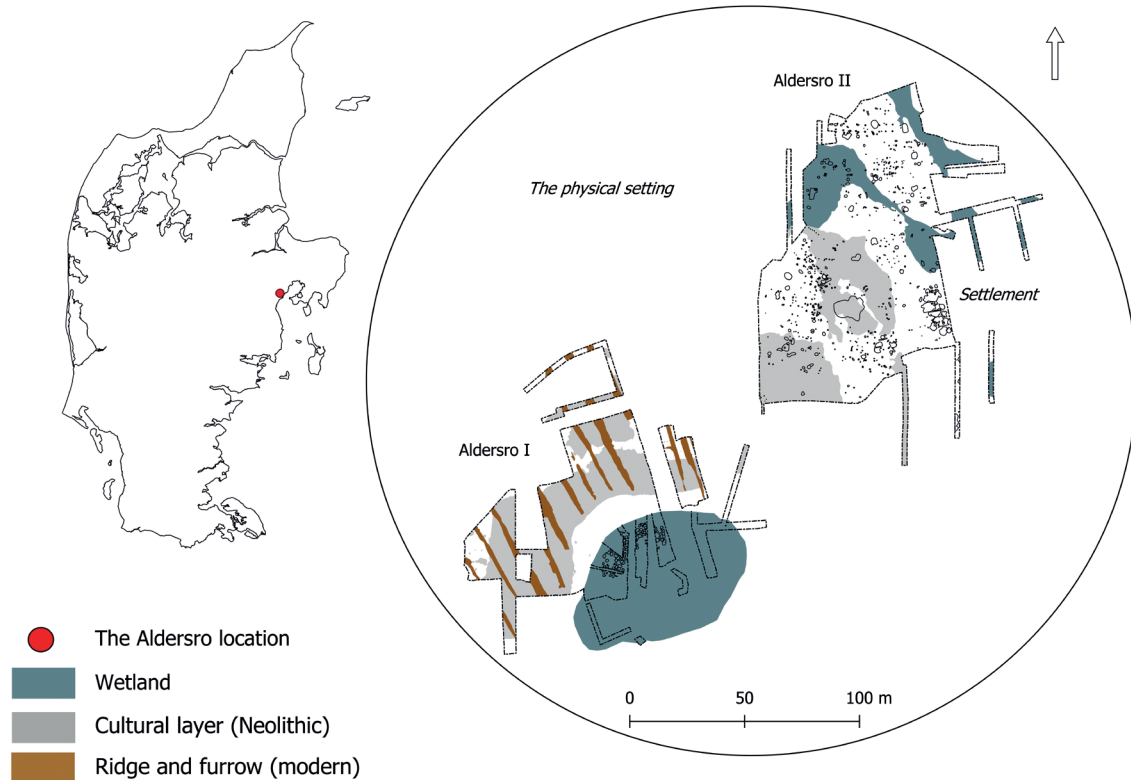 Aldersro II
The physical setting
Settlement
Aldersro I
The Aldersro location
Wetland
Cultural layer (Neolithic)
Ridge and furrow (modern)
0 50 100 m